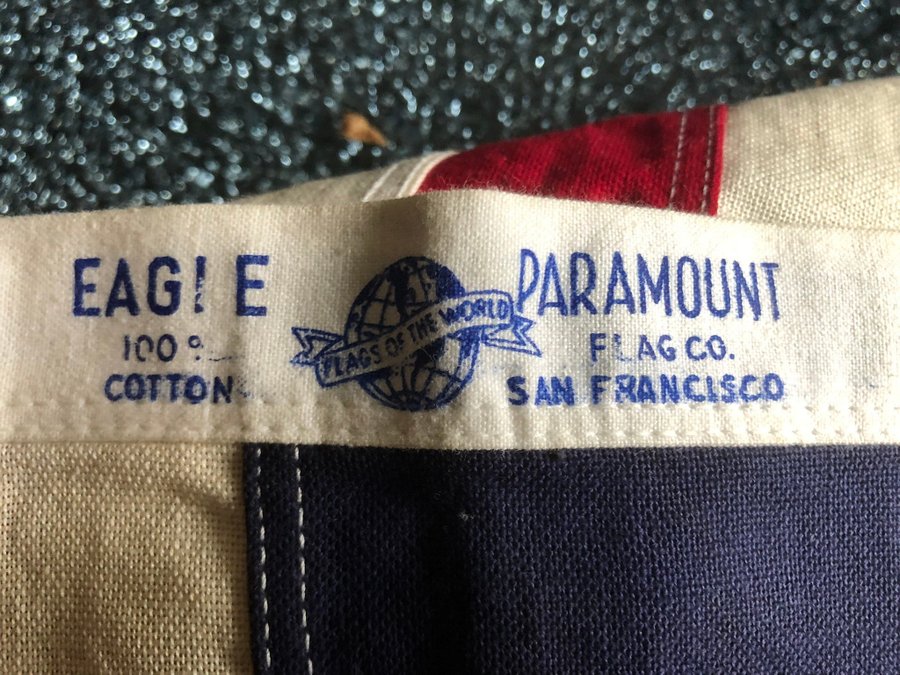 EAGLE
100%
COTTON
FLAGS OF THE WORLD
PARAMOUNT
FLAG CO.
SAN FRANCISCO